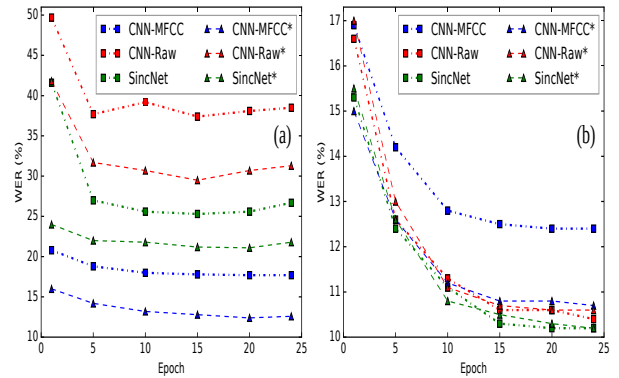 CNN-MFCC CNN-MFCC*
CNN-Raw CNN-Raw*
SincNet SincNet*
(a)
WER (%)
50
45
40
35
30
25
20
15
10
0 5 10 15 20 25
Epoch
CNN-MFCC CNN-MFCC*
CNN-Raw CNN-Raw*
SincNet SincNet*
(b)
WER (%)
17
16
15
14
13
12
11
10
0 5 10 15 20 25
Epoch